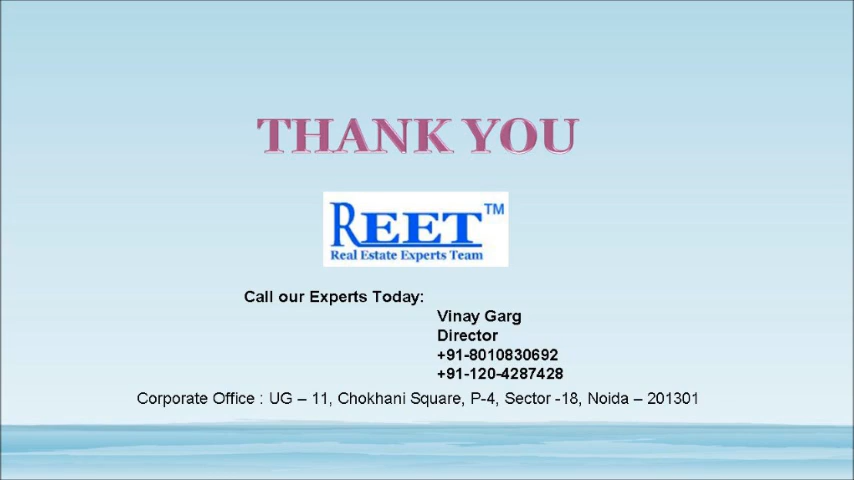 THANK YOU
REET™
Real Estate Experts Team
Call our Experts Today:
Vinay Garg
Director
+91-8010830692
+91-120-4287428
Corporate Office : UG – 11, Chokhani Square, P-4, Sector -18, Noida – 201301